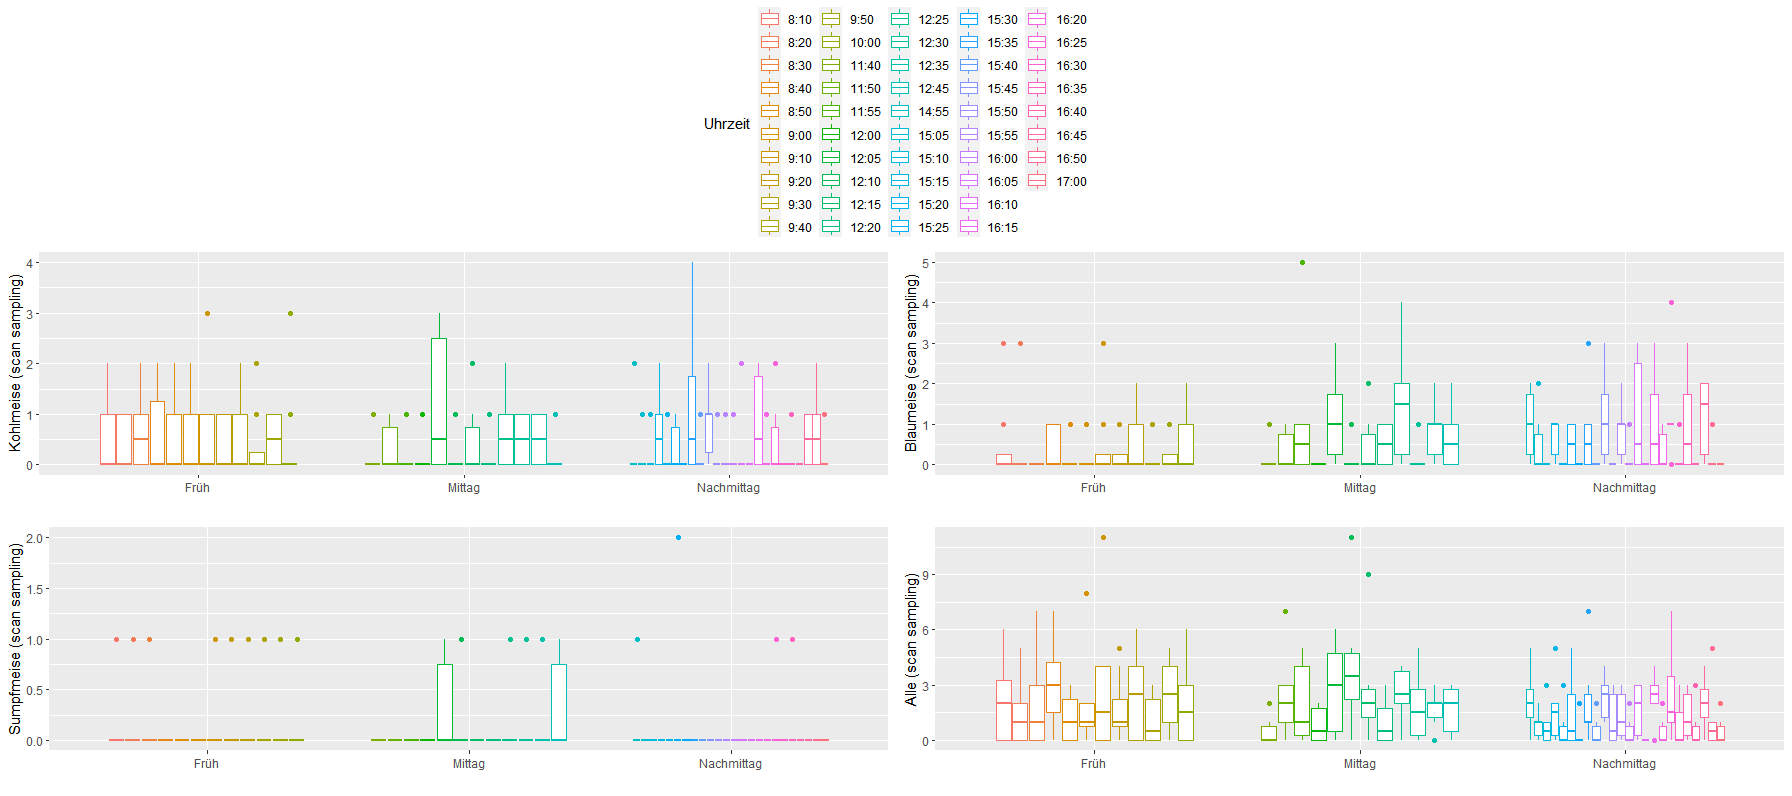 8:10 9:50 12:25 15:30 16:20
8:20 10:00 12:30 15:35 16:25
8:30 11:40 12:35 15:40 16:30
8:40 11:50 12:45 15:45 16:35
8:50 11:55 14:55 15:50 16:40
Uhrzeit
9:00 12:00 15:05 15:55 16:45
9:10 12:05 15:10 16:00 16:50
9:20 12:10 15:15 16:05 17:00
9:30 12:15 15:20 16:10
9:40 12:20 15:25 16:15
Kohlmeise (scan sampling)
4
3
2
1
0
Früh Mittag Nachmittag
Blaumeise (scan sampling)
5
4
3
2
1
0
Früh Mittag Nachmittag
Sumpfmeise (scan sampling)
2.0
1.5
1.0
0.5
0.0
Früh Mittag Nachmittag
Alle (scan sampling)
9
6
3
0
Früh Mittag Nachmittag